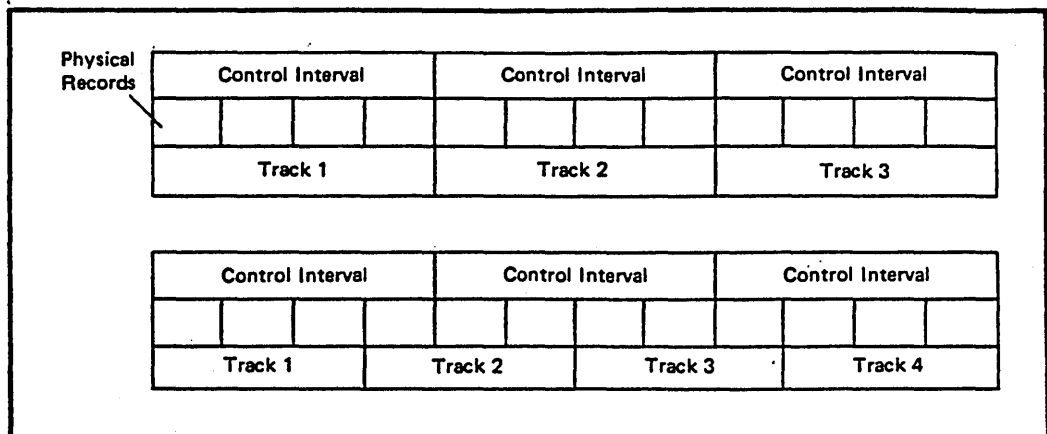 Physical
Records
Control Interval Control Interval Control Interval
Track 1 Track 2 Track 3
Control Interval Control Interval Control Interval
Track 1 Track 2 Track 3 Track 4